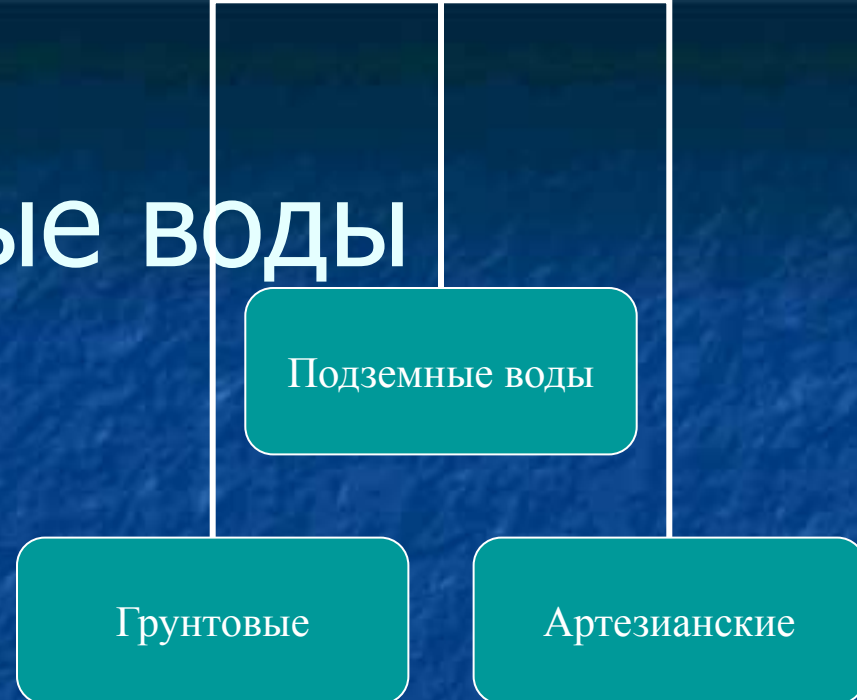 ые воды
Подземные воды
Грунтовые
Артезианские